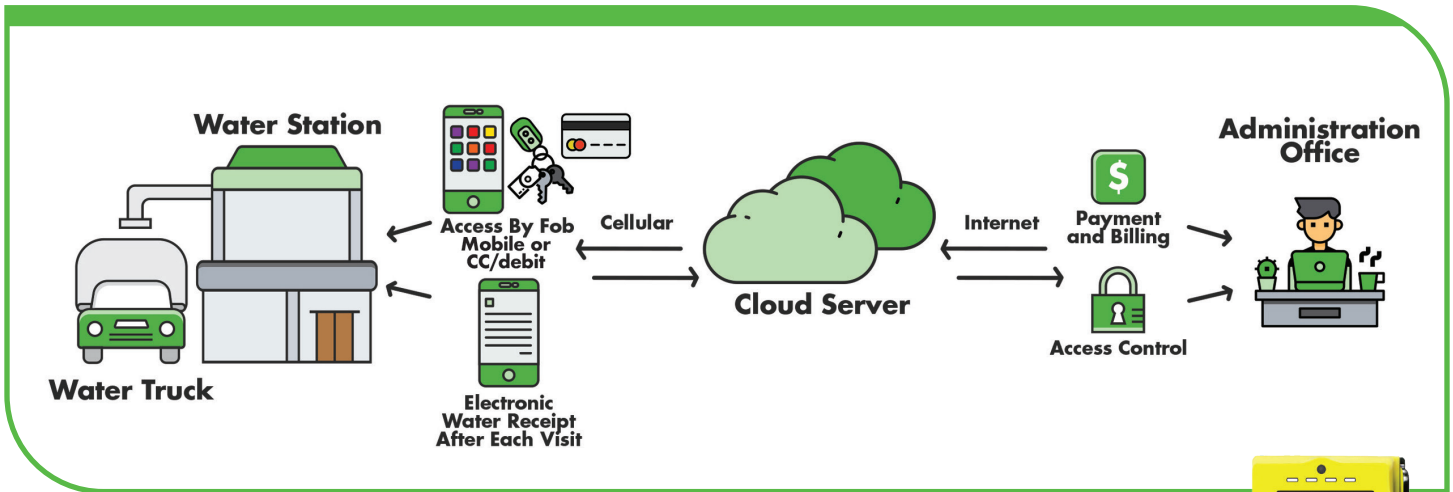 Water Station
Water Truck
Access By Fob
Mobile or
CC/debit
Electronic
Water Receipt
After Each Visit
Cellular
Cloud Server
Internet
$
Payment
and Billing
Access Control
Administration
Office